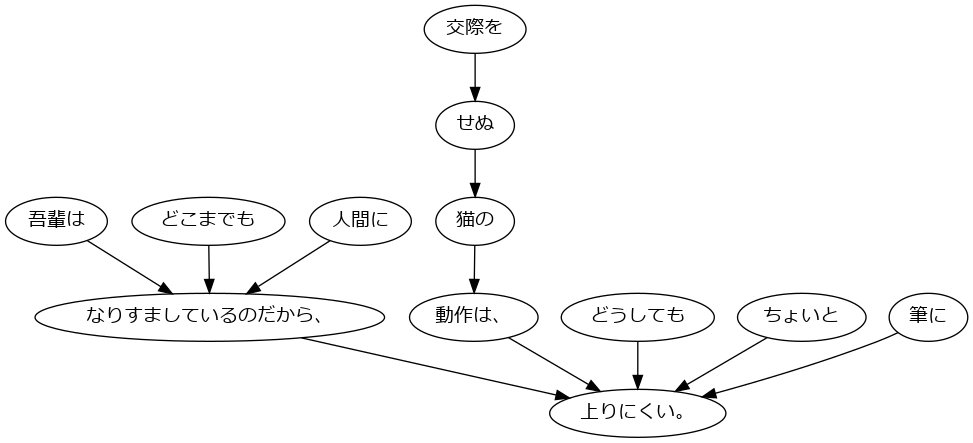 交際を
せぬ
吾輩は どこまでも 人間に 猫の
なりすましているのだから、 動作は、 どうしても ちょいと 筆に
上りにくい。